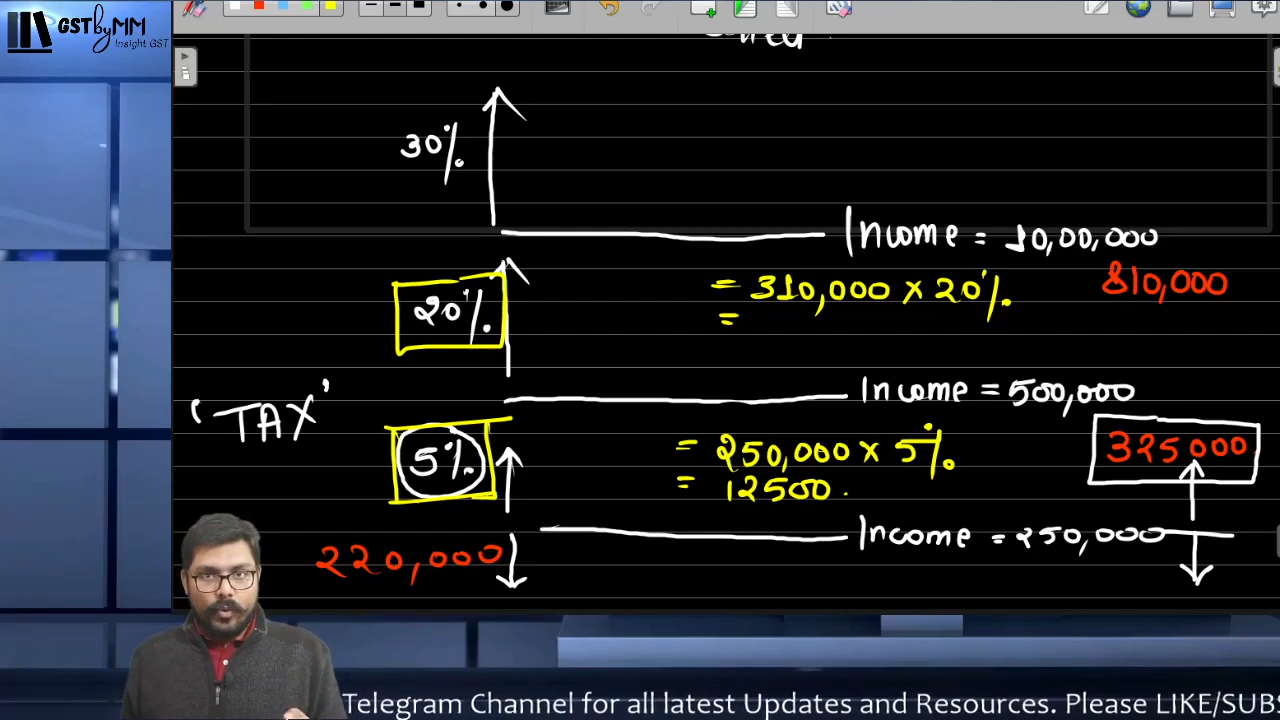 GSTbyMM
Insight GST
30%
Income = 10,00,000
20%
= 310,000 × 20%
810,000
=
Income = 500,000
'TAX'
5%
= 250,000 × 5%
325000
= 12500.
Income = 250,000
220,000
Telegram Channel for all latest Updates and Resources. Please LIKE/SUBS